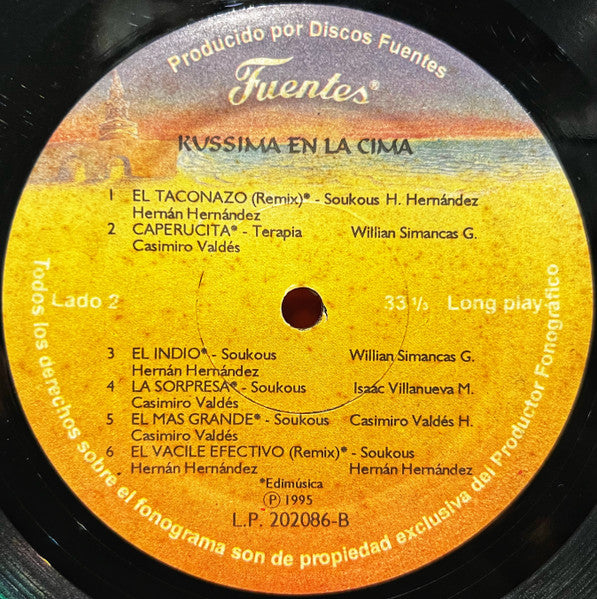 Producido por Discos Fuentes
Fuentes®
KUSSIMA EN LA CIMA
1 EL TACONAZO (Remix)* - Soukous H. Hernández
Hernán Hernández
2 CAPERUCITA* - Terapia Willian Simancas G.
Casimiro Valdés
Lado 2 33 1/3 Long play
3 EL INDIO* - Soukous Willian Simancas G.
Hernán Hernández
4 LA SORPRESA* - Soukous Isaác Villanueva M.
Casimiro Valdés
5 EL MAS GRANDE* - Soukous Casimiro Valdés H.
Casimiro Valdés
6 EL VACILE EFECTIVO (Remix)* - Soukous
Hernán Hernández Hernán Hernández
*Edimúsica
Ⓟ 1995
L.P. 202086-B
Todos los derechos sobre el fonograma son de propiedad exclusiva del Productor Fonográfico